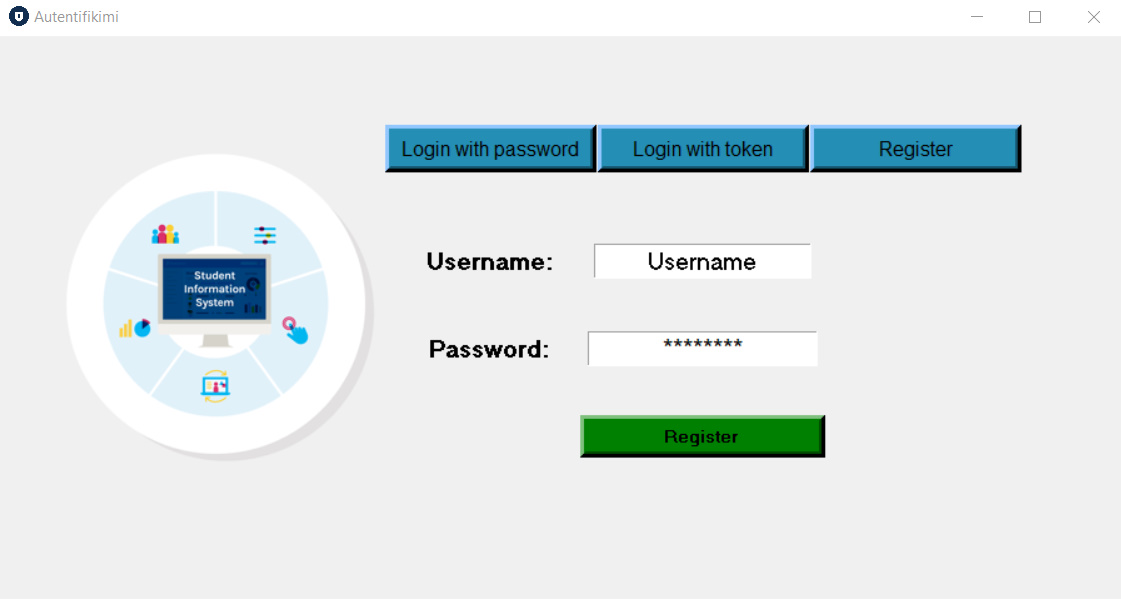 Autentifikimi
Login with password
Login with token
Register
Student
Information
System
Username:
Username
Password:
********
Register